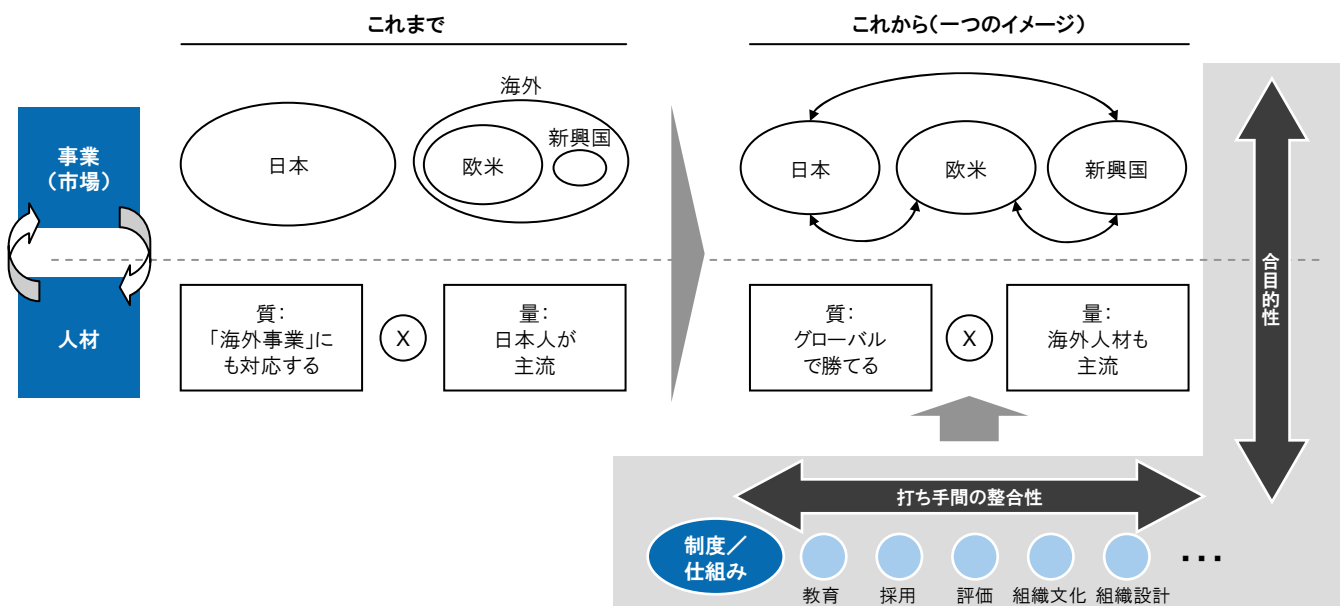 これまで
これから(一つのイメージ)
事業
(市場)
日本
海外
欧米
新興国
日本
欧米
新興国
人材
質:
「海外事業」に
も対応する
X
量:
日本人が
主流
質:
グローバル
で勝てる
X
量:
海外人材も
主流
合目的性
打ち手間の整合性
制度／
仕組み
教育
採用
評価
組織文化
組織設計
・・・